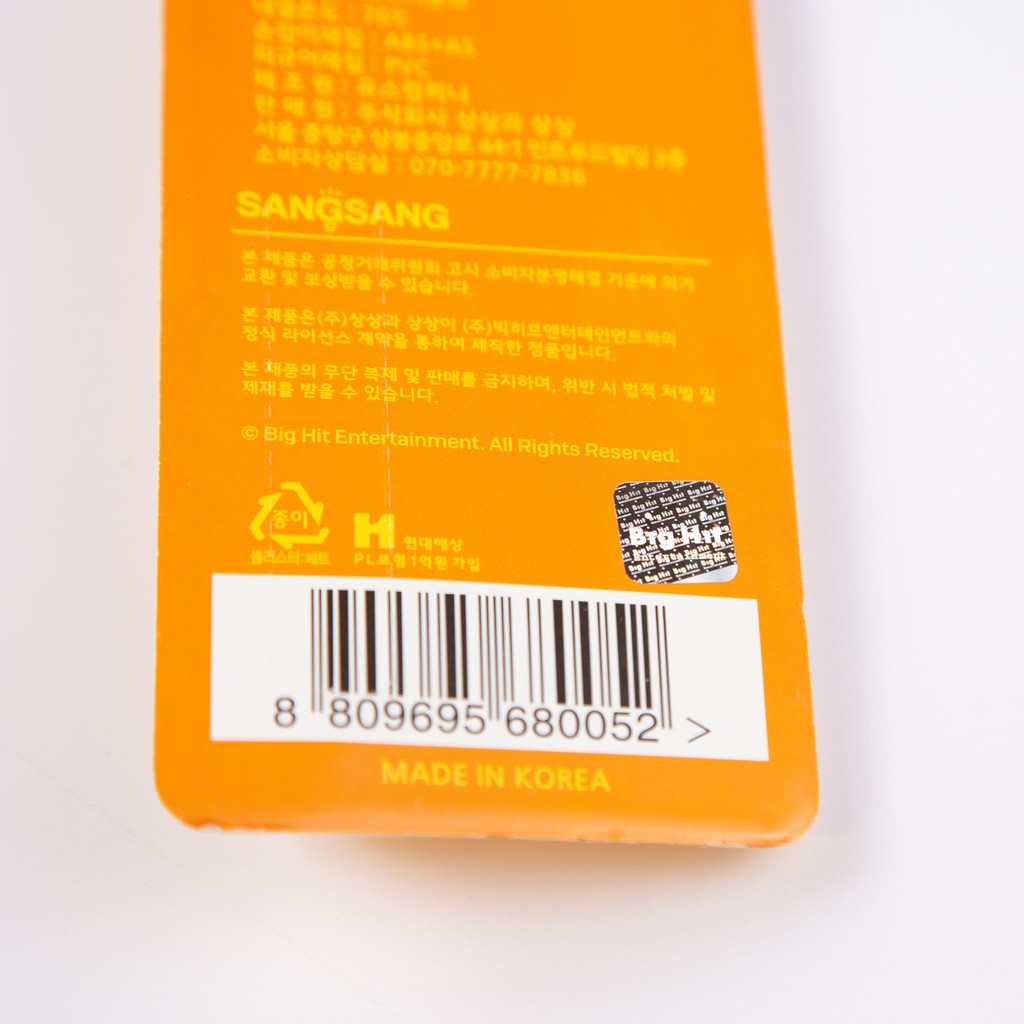 내열온도 : 70℃
손잡이재질 : ABS+AS
제 조 원 : 유스컴퍼니
판 매 원 : 주식회사 상상과 상상
서울 중랑구 상봉중앙로 44-1 인트루드빌딩 3층
소비자상담실 : 070-7777-7836
SANGSANG
본 제품은 공정거래위원회 고시 소비자분쟁해결 기준에 의거
교환 및 보상받을 수 있습니다.
본 제품은(주)상상과 상상이 (주)빅히트엔터테인먼트와의
정식 라이선스 계약을 통하여 제작한 정품입니다.
본 제품의 무단 복제 및 판매를 금지하며, 위반 시 법적 처벌 및
제재를 받을 수 있습니다.
© Big Hit Entertainment. All Rights Reserved.
종이
블리스터:페트
H 현대해상
PL보험 1억원 가입
Big Hit
Entertainment
8 809695 680052 >
MADE IN KOREA